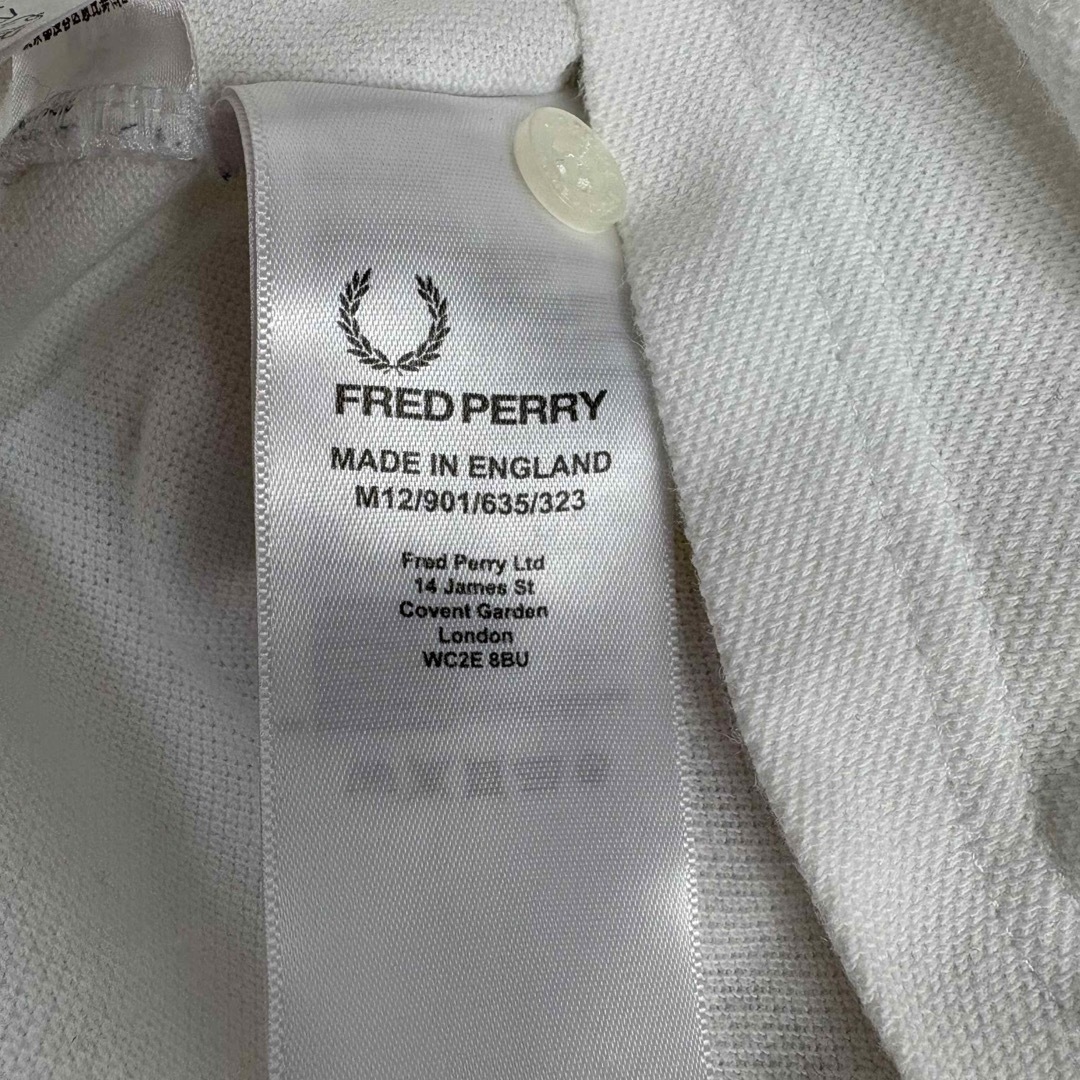 FRED PERRY
MADE IN ENGLAND
M12/901/635/323
Fred Perry Ltd
14 James St
Covent Garden
London
WC2E 8BU